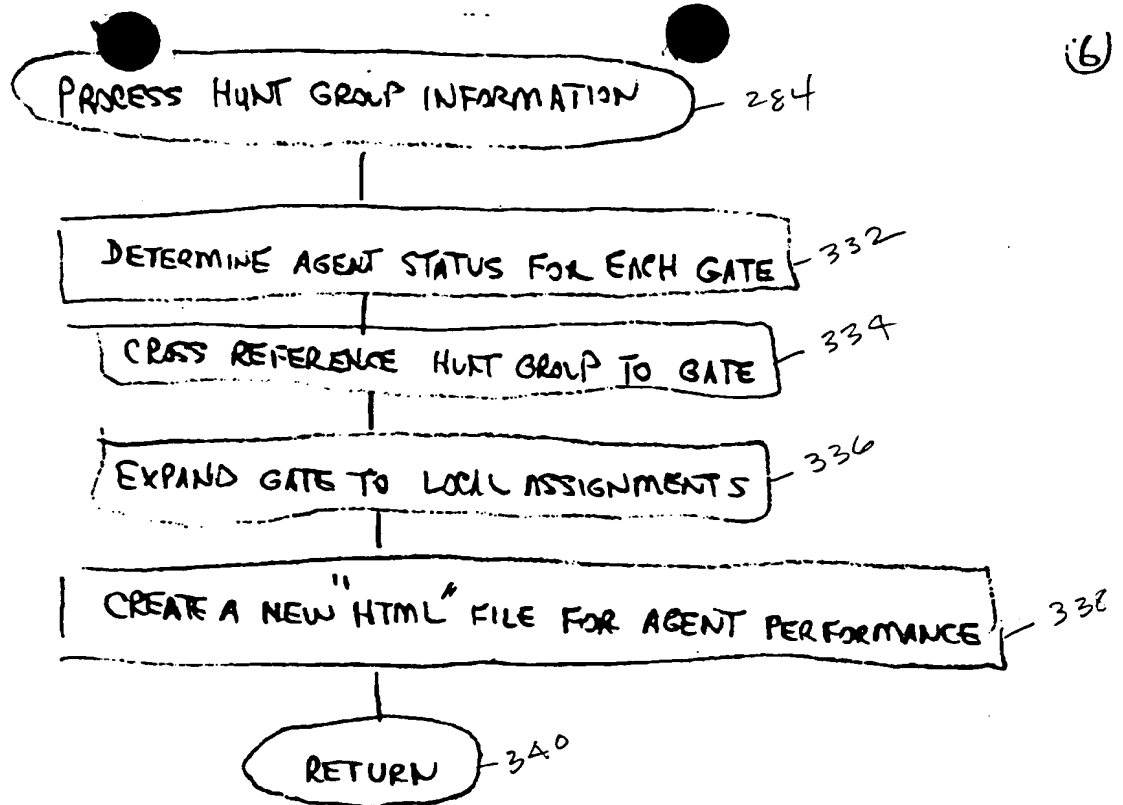 6
PROCESS HUNT GROUP INFORMATION 284
DETERMINE AGENT STATUS FOR EACH GATE 332
CROSS REFERENCE HUNT GROUP TO GATE 334
EXPAND GATE TO LOCAL ASSIGNMENTS 336
CREATE A NEW "HTML" FILE FOR AGENT PERFORMANCE 338
RETURN 340